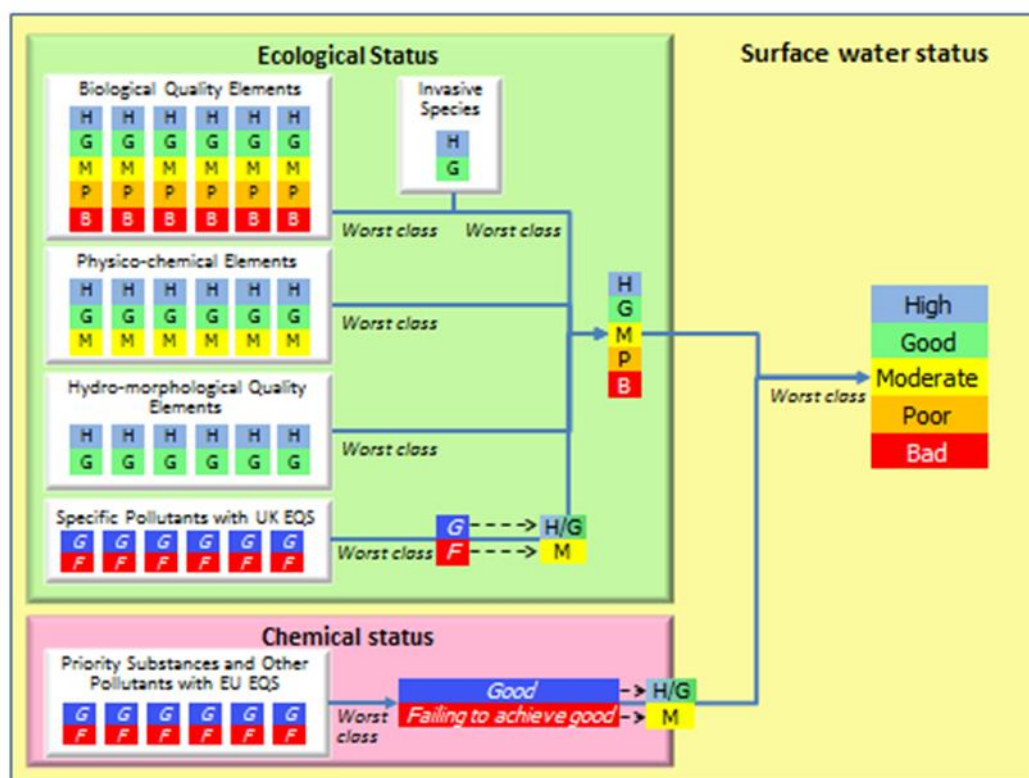 Surface water status
Ecological Status
Biological Quality Elements
H H H H H H
G G G G G G
M M M M M M
P P P P P P
B B B B B B
Invasive
Species
H
G
Worst class
Worst class
Physico-chemical Elements
H H H H H H
G G G G G G
M M M M M M
Worst class
Hydro-morphological Quality
Elements
H H H H H H
G G G G G G
Worst class
Specific Pollutants with UK EQS
G G G G G G
F F F F F F
Worst class
G
F
H/G
M
H
G
M
P
B
Chemical status
Priority Substances and Other
Pollutants with EU EQS
G G G G G G
F F F F F F
Worst
class
Good
Failing to achieve good
H/G
M
Worst class
High
Good
Moderate
Poor
Bad